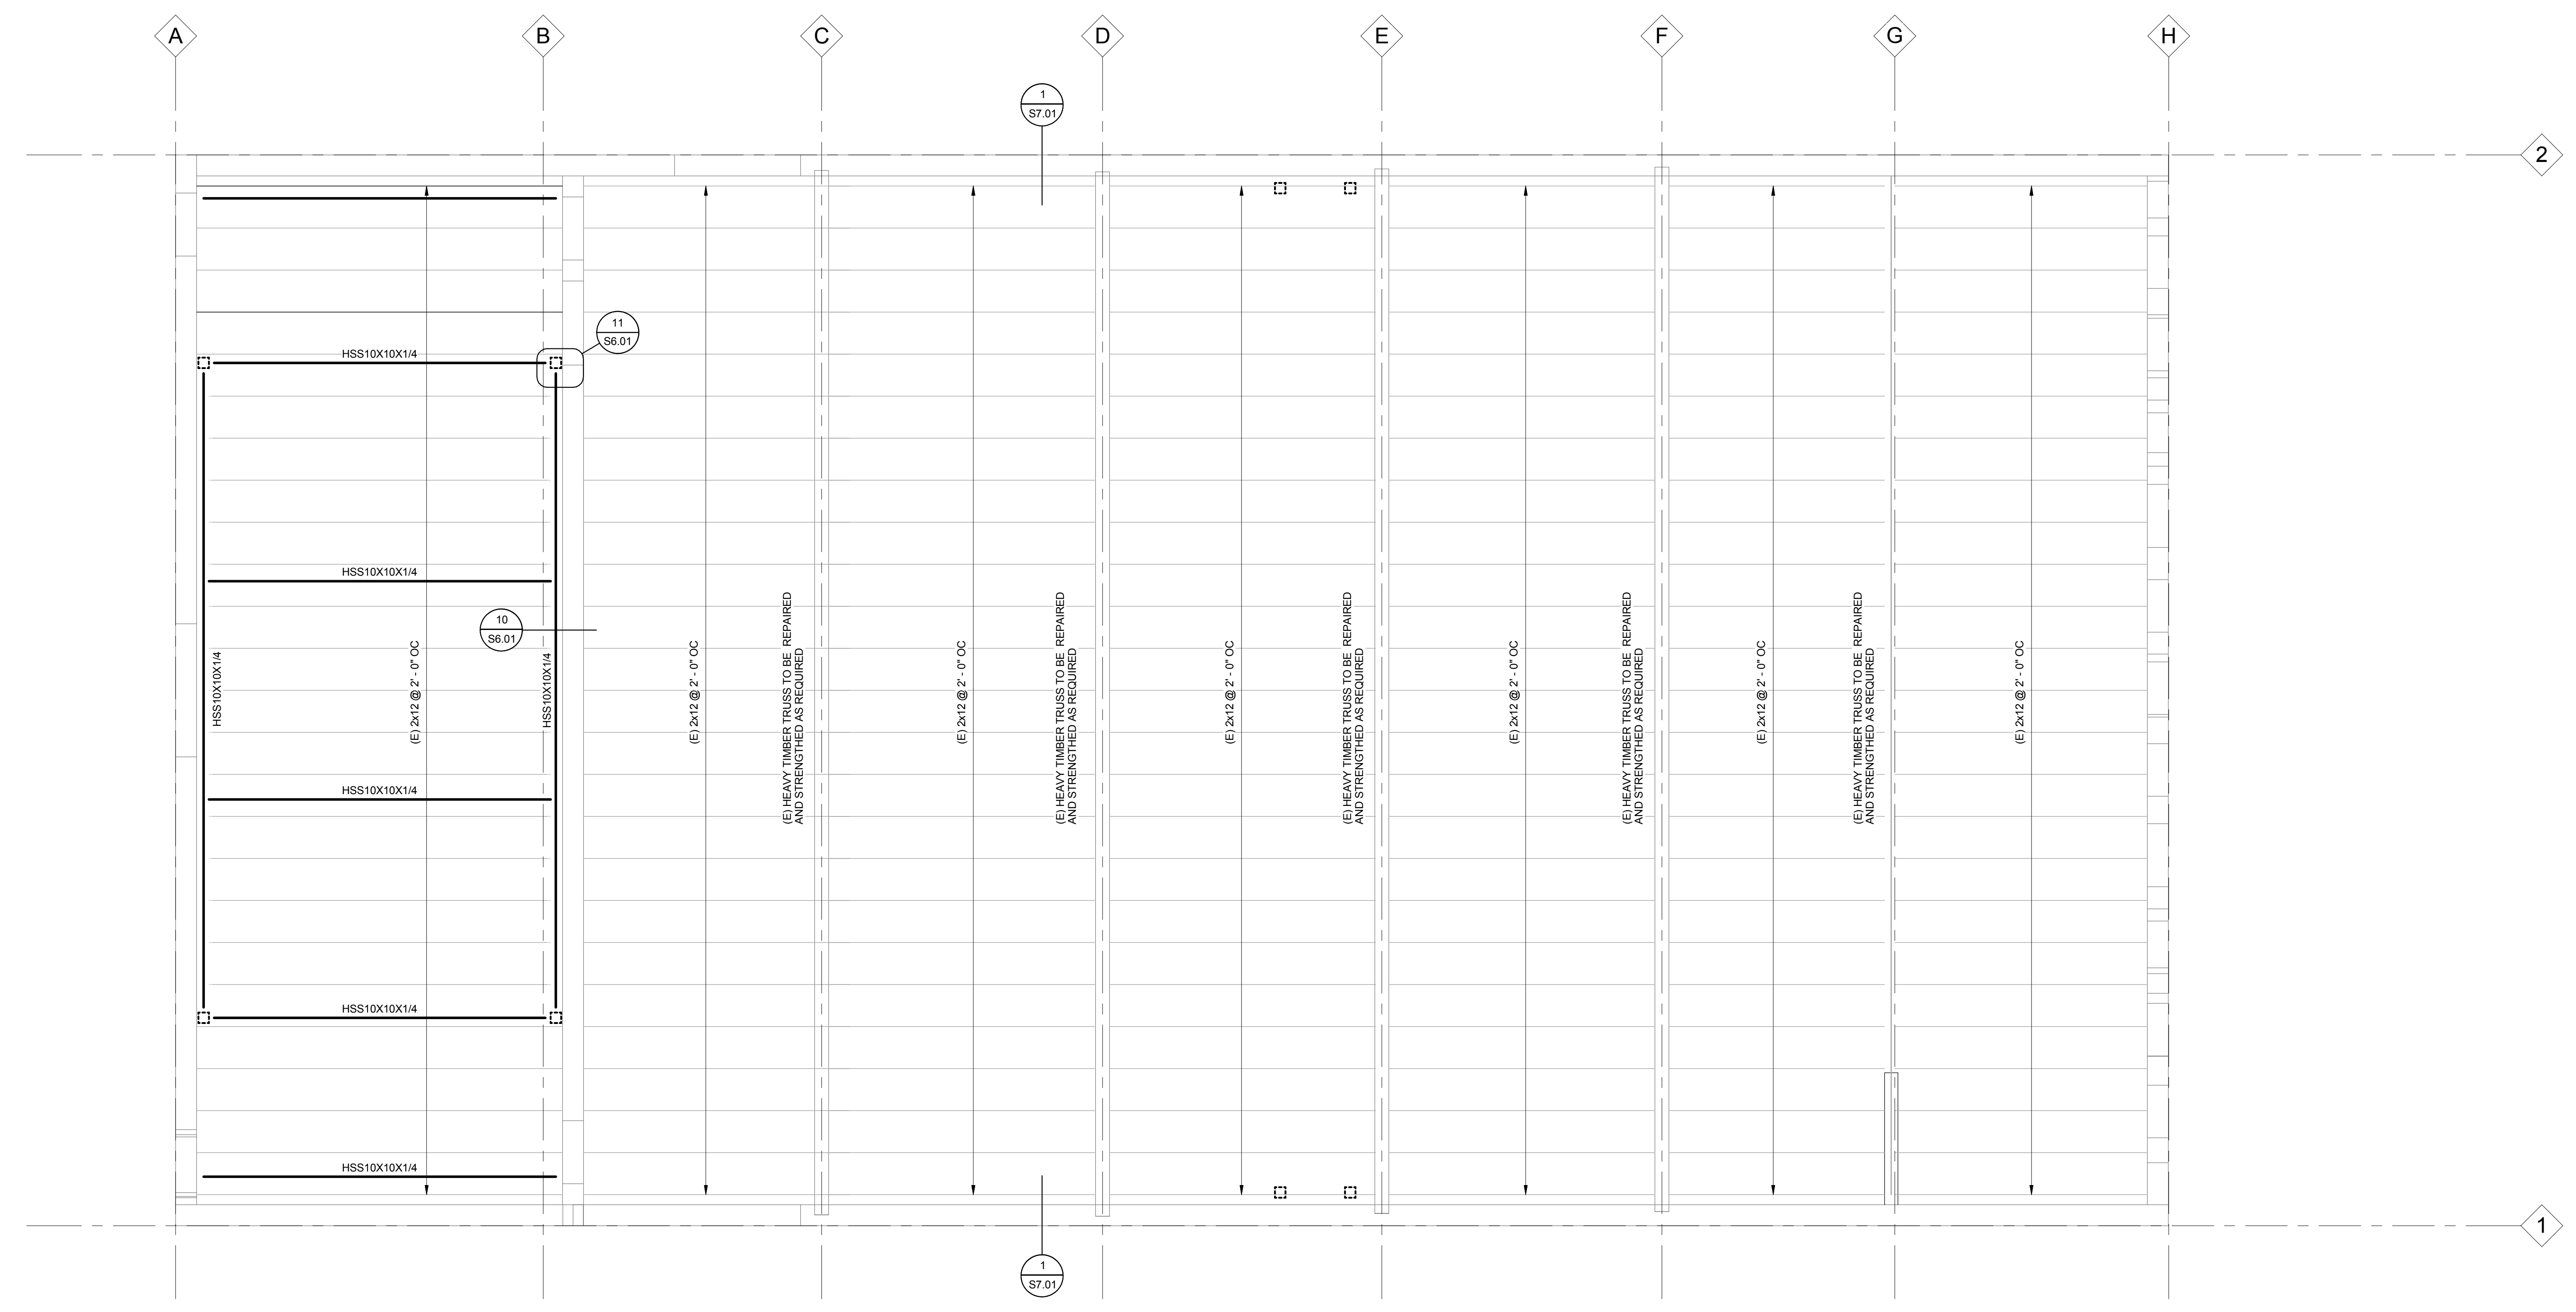 A
B
C
D
E
F
G
H
1
S7.01
2
11
S6.01
HSS10X10X1/4
HSS10X10X1/4
10
S6.01
HSS10X10X1/4
(E) 2x12 @ 2' - 0" OC
HSS10X10X1/4
(E) 2x12 @ 2' - 0" OC
(E) HEAVY TIMBER TRUSS TO BE REPAIRED
AND STRENGTHED AS REQUIRED
(E) 2x12 @ 2' - 0" OC
(E) HEAVY TIMBER TRUSS TO BE REPAIRED
AND STRENGTHED AS REQUIRED
(E) 2x12 @ 2' - 0" OC
(E) HEAVY TIMBER TRUSS TO BE REPAIRED
AND STRENGTHED AS REQUIRED
(E) 2x12 @ 2' - 0" OC
(E) HEAVY TIMBER TRUSS TO BE REPAIRED
AND STRENGTHED AS REQUIRED
(E) 2x12 @ 2' - 0" OC
(E) HEAVY TIMBER TRUSS TO BE REPAIRED
AND STRENGTHED AS REQUIRED
(E) 2x12 @ 2' - 0" OC
HSS10X10X1/4
HSS10X10X1/4
HSS10X10X1/4
1
1
S7.01